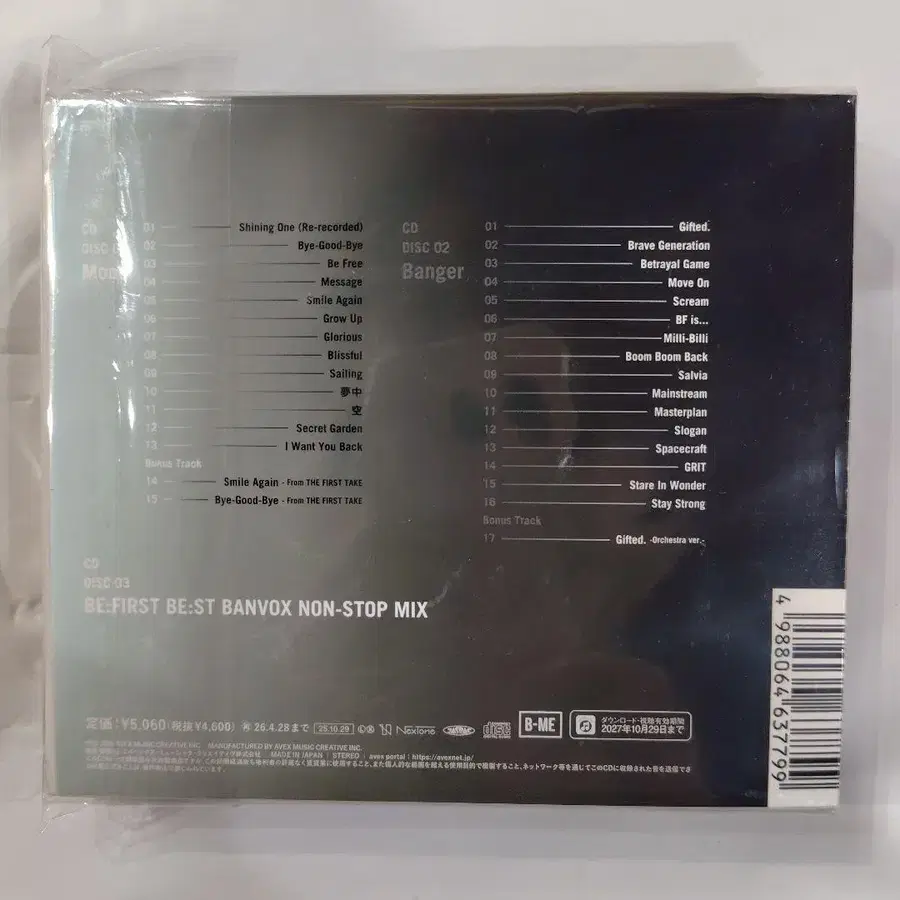 CD
DISC
01 Shining One (Re-recorded)
02 Bye-Good-Bye
03 Be Free
04 Message
05 Smile Again
06 Grow Up
07 Glorious
08 Blissful
09 Sailing
10 夢中
11 空
12 Secret Garden
13 I Want You Back
Bonus Track
14 Smile Again - From THE FIRST TAKE
15 Bye-Good-Bye - From THE FIRST TAKE
CD
DISC 02
Banger
01 Gifted.
02 Brave Generation
03 Betrayal Game
04 Move On
05 Scream
06 BF is...
07 Milli-Billi
08 Boom Boom Back
09 Salvia
10 Mainstream
11 Masterplan
12 Slogan
13 Spacecraft
14 GRIT
15 Stare In Wonder
16 Stay Strong
Bonus Track
17 Gifted. -Orchestra ver.-
CD
DISC 03
BE:FIRST BE:ST BANVOX NON-STOP MIX
定価:¥5,060(税抜¥4,600) 26.4.28まで 25.10.29 NexTone B-ME ダウンロード・視聴有効期間
2027年10月29日まで
AVEX MUSIC CREATIVE INC. MANUFACTURED BY AVEX MUSIC CREATIVE INC.
MADE IN JAPAN | STEREO | avex portal | https://avexnet.jp/
4 988064 637799